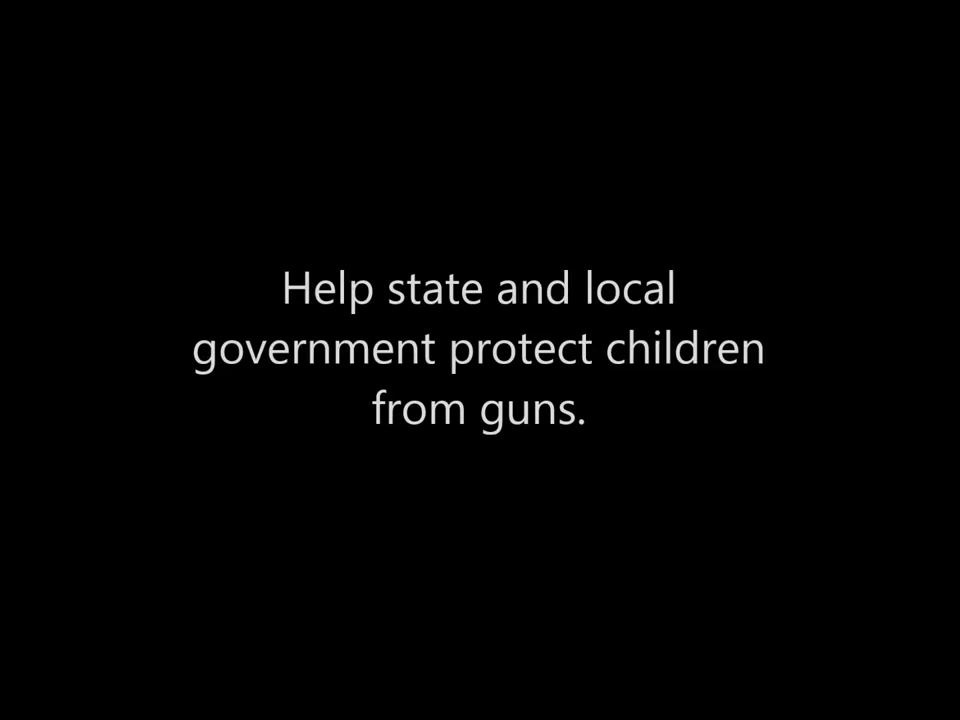 Help state and local
government protect children
from guns.